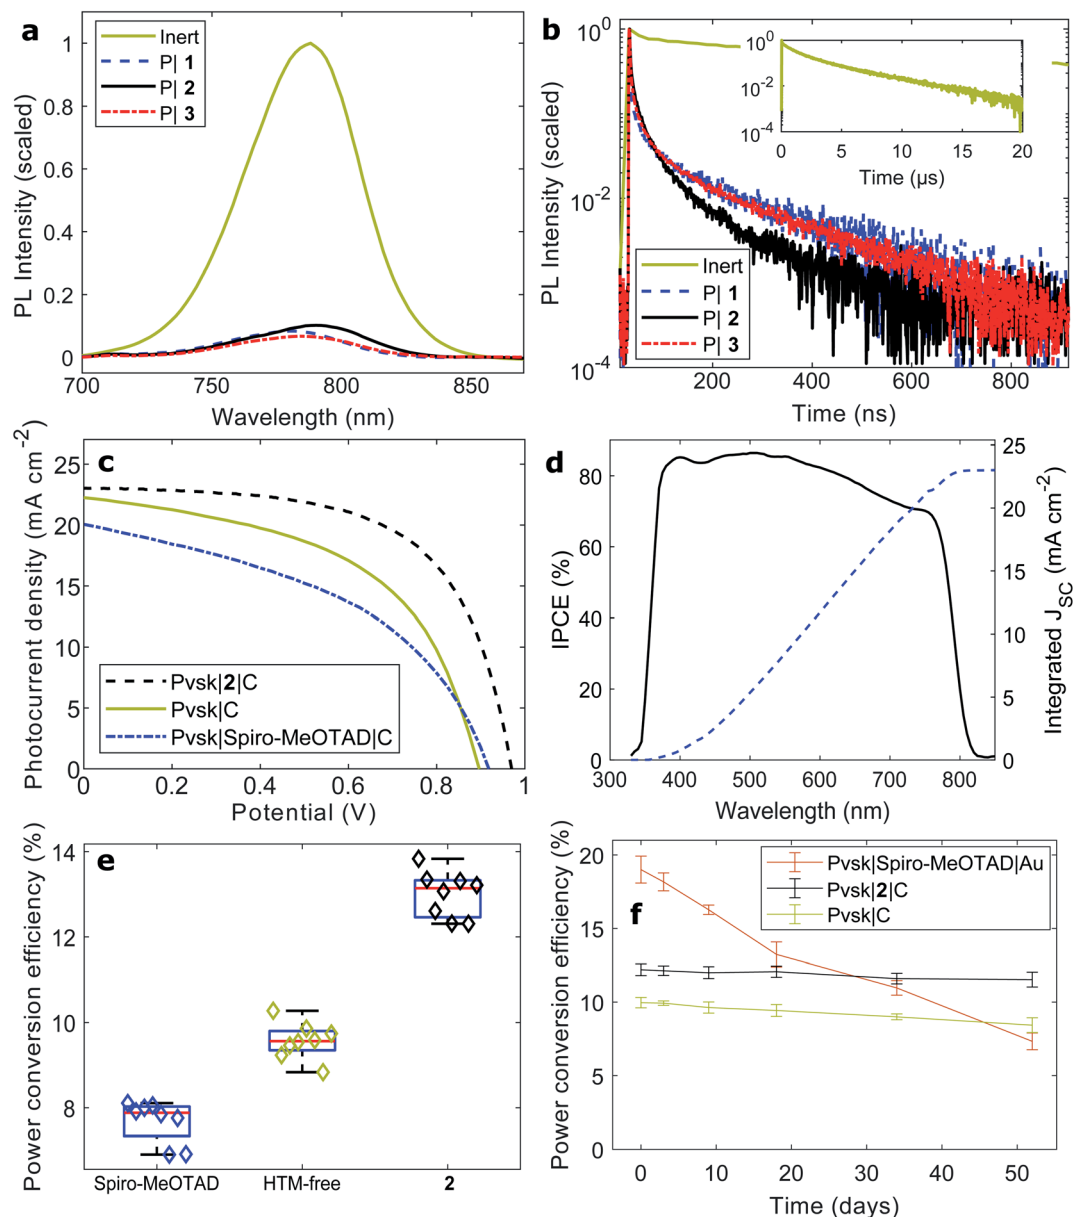 a
PL Intensity (scaled)
1
0.8
0.6
0.4
0.2
0
Inert
P| 1
P| 2
P| 3
700 750 800 850
Wavelength (nm)
b
PL Intensity (scaled)
10^0
10^-2
10^-4
10^0
10^-2
10^-4
0 5 10 15 20
Time (µs)
Inert
P| 1
P| 2
P| 3
200 400 600 800
Time (ns)
c
Photocurrent density (mA cm^-2)
25
20
15
10
5
0
Pvsk|2|C
Pvsk|C
Pvsk|Spiro-MeOTAD|C
0 0.2 0.4 0.6 0.8 1
Potential (V)
d
IPCE (%)
80
60
40
20
0
25
20
15
10
5
0
Integrated J_SC (mA cm^-2)
300 400 500 600 700 800
Wavelength (nm)
e
Power conversion efficiency (%)
14
12
10
8
Spiro-MeOTAD HTM-free 2
f
Power conversion efficiency (%)
20
15
10
5
0
Pvsk|Spiro-MeOTAD|Au
Pvsk|2|C
Pvsk|C
0 10 20 30 40 50
Time (days)